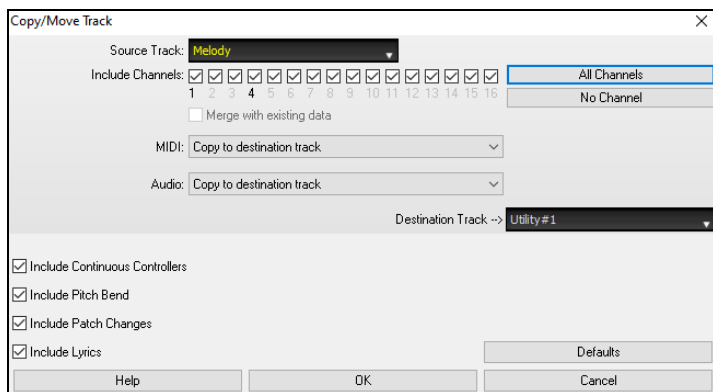 Copy/Move Track
Source Track: Melody
Include Channels: All Channels
1 2 3 4 5 6 7 8 9 10 11 12 13 14 15 16 No Channel
Merge with existing data
MIDI: Copy to destination track
Audio: Copy to destination track
Destination Track --> Utility#1
Include Continuous Controllers
Include Pitch Bend
Include Patch Changes
Include Lyrics Defaults
Help OK Cancel